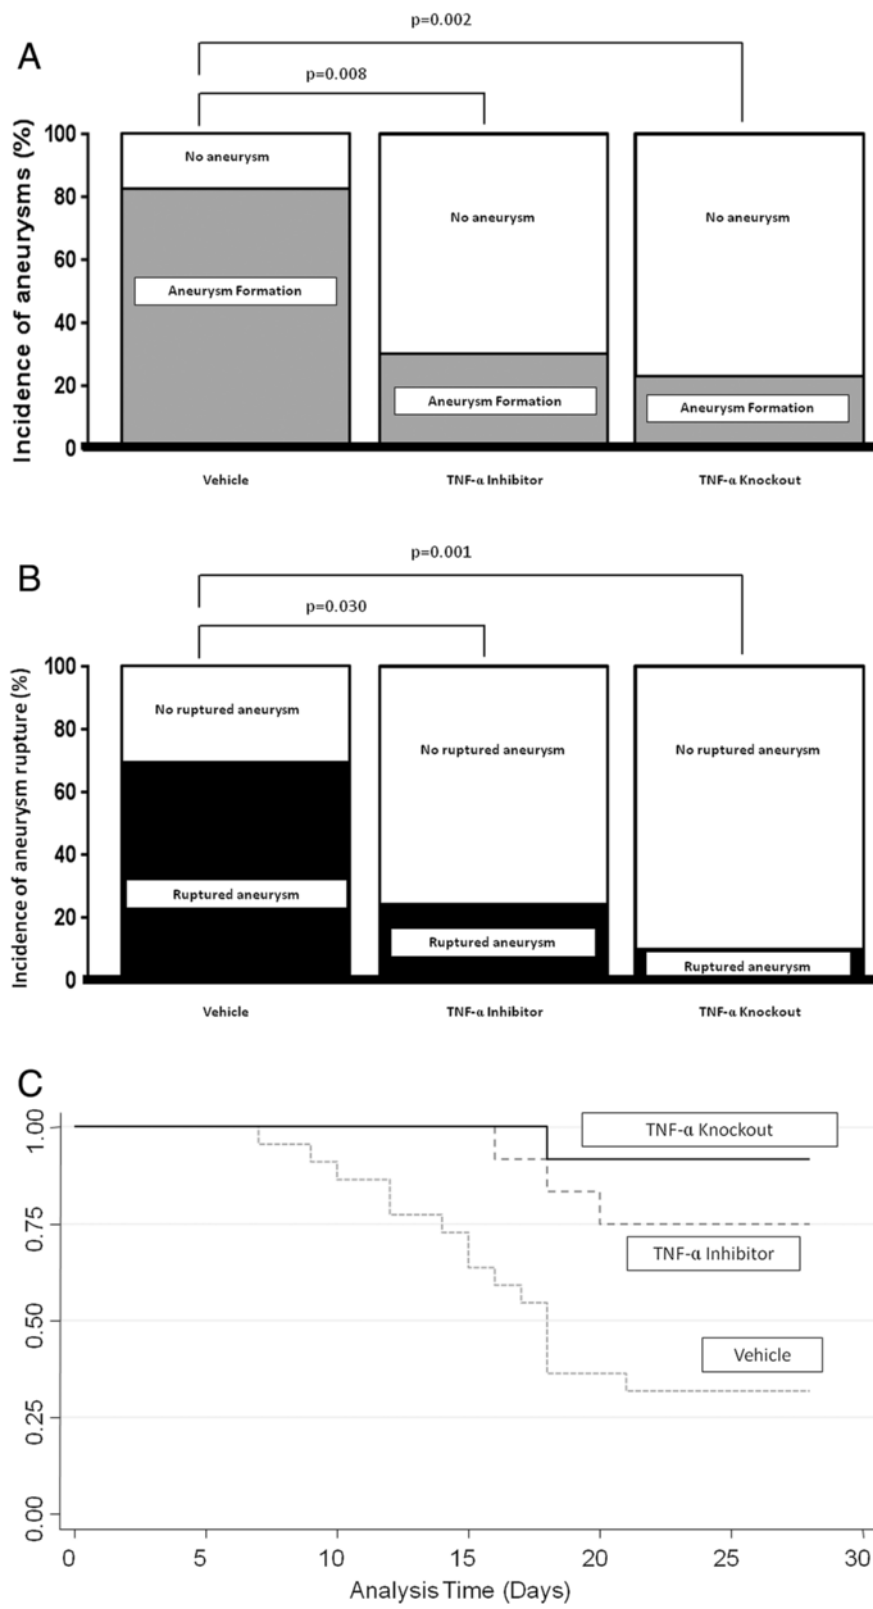 A
p=0.002
p=0.008
Incidence of aneurysms (%)
100
80
60
40
20
0
No aneurysm
Aneurysm Formation
No aneurysm
Aneurysm Formation
No aneurysm
Aneurysm Formation
Vehicle
TNF-α Inhibitor
TNF-α Knockout
B
p=0.001
p=0.030
Incidence of aneurysm rupture (%)
100
80
60
40
20
0
No ruptured aneurysm
Ruptured aneurysm
No ruptured aneurysm
Ruptured aneurysm
No ruptured aneurysm
Ruptured aneurysm
Vehicle
TNF-α Inhibitor
TNF-α Knockout
C
1.00
0.75
0.50
0.25
0.00
TNF-α Knockout
TNF-α Inhibitor
Vehicle
0 5 10 15 20 25 30
Analysis Time (Days)